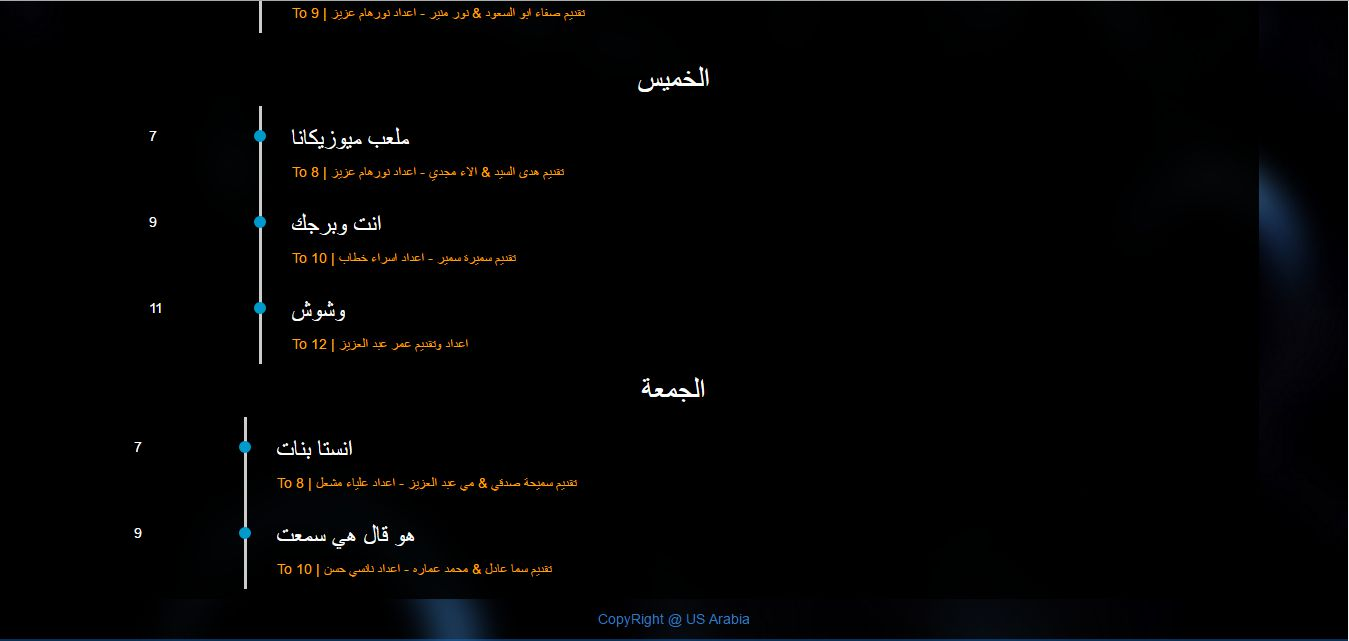 To 9 | تقديم صفاء ابو السعود & نور منير - اعداد نورهام عزيز
الخميس
7
ملعب ميوزيكانا
To 8 | تقديم هدى السيد & الاء مجدي - اعداد نورهام عزيز
9
انت وبرجك
To 10 | تقديم سميرة سمير - اعداد اسراء خطاب
11
وشوش
To 12 | اعداد وتقديم عمر عبد العزيز
الجمعة
7
انستا بنات
To 8 | تقديم سميحة صدقي & مي عبد العزيز - اعداد علياء مشعل
9
هو قال هي سمعت
To 10 | تقديم سما عادل & محمد عماره - اعداد نانسي حسن
CopyRight @ US Arabia